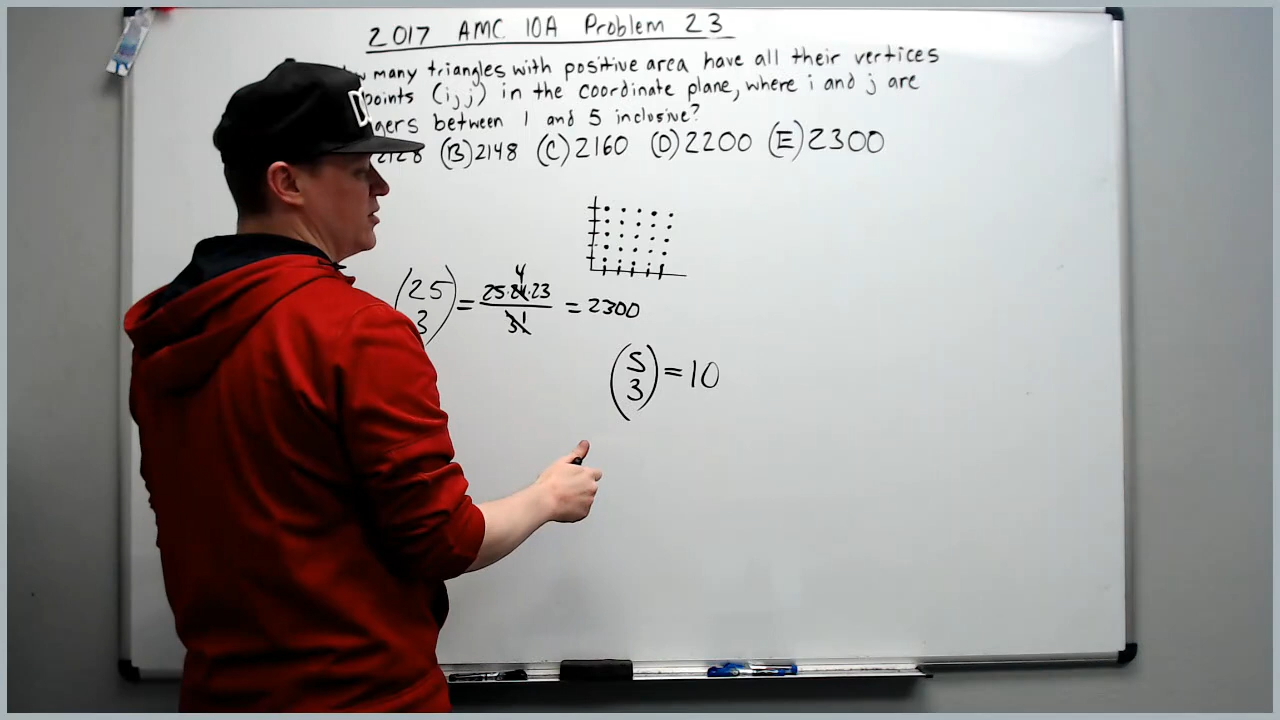 2017 AMC 10A Problem 23
many triangles with positive area have all their vertices
points (i,j) in the coordinate plane, where i and j are
between 1 and 5 inclusive?
(B) 2148 (C) 2160 (D) 2200 (E) 2300
(25 3) = 25·24·23 / 3! = 2300
4
(5 3) = 10